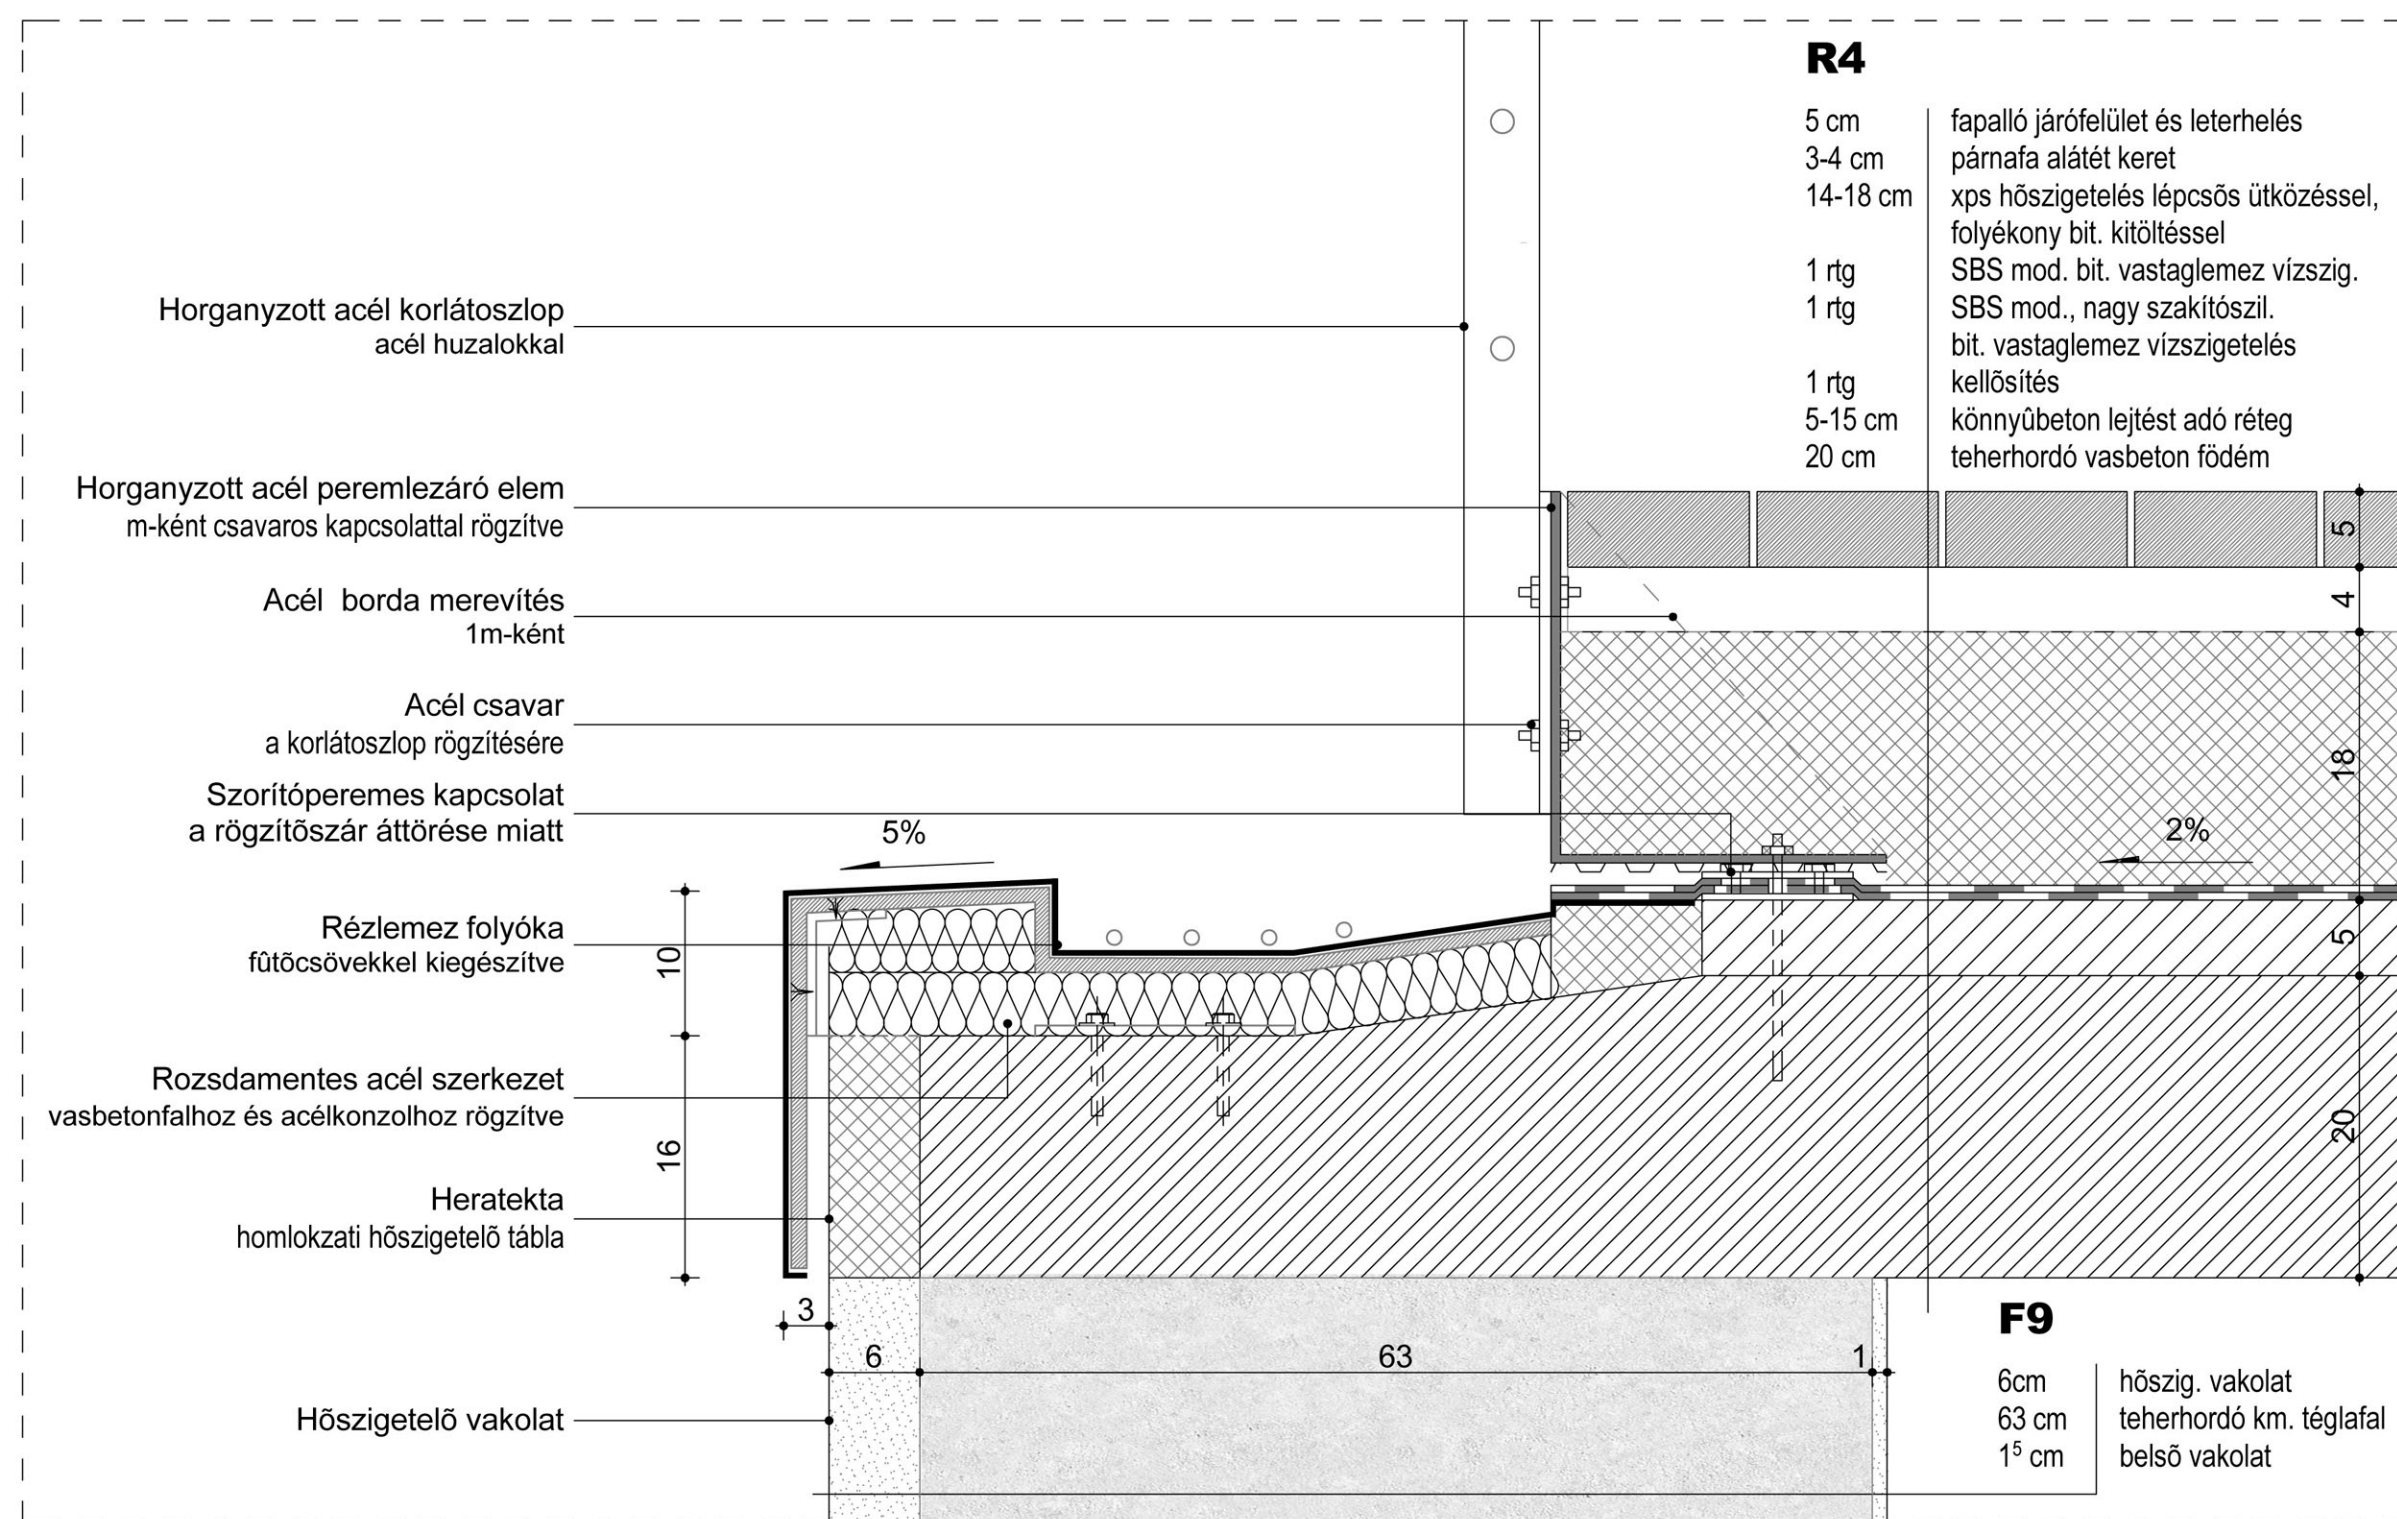 R4
5 cm fapalló járófelület és leterhelés
3-4 cm párnafa alátét keret
14-18 cm xps hõszigetelés lépcsõs ütközéssel,
folyékony bit. kitöltéssel
1 rtg SBS mod. bit. vastaglemez vízszig.
1 rtg SBS mod., nagy szakítószil.
bit. vastaglemez vízszigetelés
1 rtg kellõsítés
5-15 cm könnyûbeton lejtést adó réteg
20 cm teherhordó vasbeton födém
Horganyzott acél korlátoszlop
acél huzalokkal
Horganyzott acél peremlezáró elem
m-ként csavaros kapcsolattal rögzítve
Acél borda merevítés
1m-ként
Acél csavar
a korlátoszlop rögzítésére
Szorítóperemes kapcsolat
a rögzítõszár áttörése miatt
Rézlemez folyóka
fûtõcsövekkel kiegészítve
Rozsdamentes acél szerkezet
vasbetonfalhoz és acélkonzolhoz rögzítve
Heratekta
homlokzati hõszigetelõ tábla
Hõszigetelõ vakolat
5%
2%
10
16
3
6
63
1
5
4
18
5
20
F9
6cm hõszig. vakolat
63 cm teherhordó km. téglafal
1⁵ cm belsõ vakolat